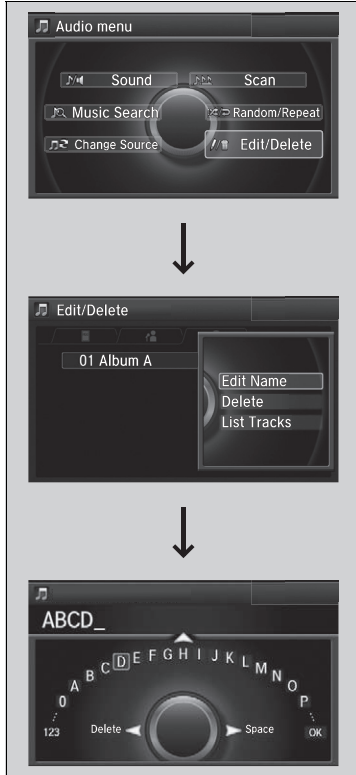 Audio menu
Sound Scan
Music Search Random/Repeat
Change Source Edit/Delete
Edit/Delete
01 Album A
Edit Name
Delete
List Tracks
ABCD_
0 A B C D E F G H I J K L M N O P
123 Delete Space OK